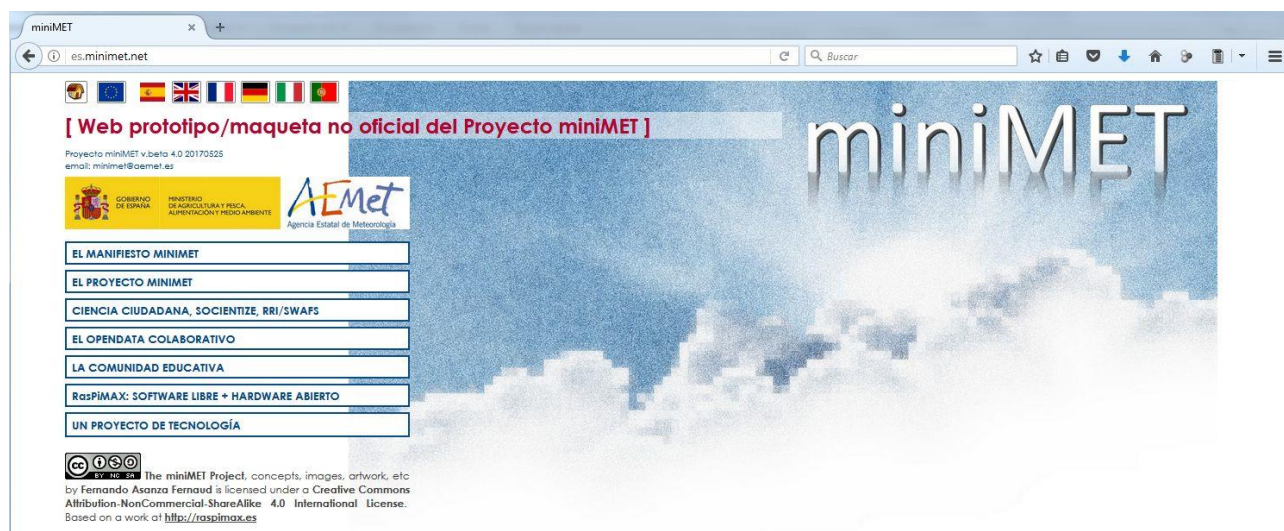 miniMET
es.minimet.net
Buscar
[ Web prototipo/maqueta no oficial del Proyecto miniMET ]
miniMET
Proyecto miniMET v.beta 4.0 20170525
email: minimet@aemet.es
GOBIERNO
DE ESPAÑA
MINISTERIO
DE AGRICULTURA Y PESCA,
ALIMENTACIÓN Y MEDIO AMBIENTE
AEMet
Agencia Estatal de Meteorología
EL MANIFIESTO MINIMET
EL PROYECTO MINIMET
CIENCIA CIUDADANA, SOCIENTIZE, RRI/SWAFS
EL OPENDATA COLABORATIVO
LA COMUNIDAD EDUCATIVA
RasPiMAX: SOFTWARE LIBRE + HARDWARE ABIERTO
UN PROYECTO DE TECNOLOGÍA
cc BY NC SA The miniMET Project, concepts, images, artwork, etc
by Fernando Asanza Fernaud is licensed under a Creative Commons
Attribution-NonCommercial-ShareAlike 4.0 International License.
Based on a work at http://raspimax.es